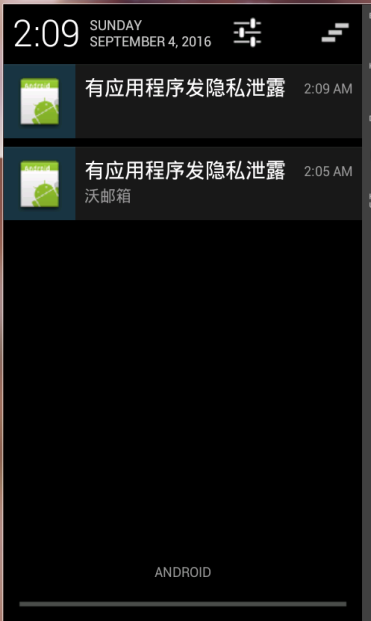 2:09
SUNDAY
SEPTEMBER 4, 2016
有应用程序发隐私泄露
2:09 AM
有应用程序发隐私泄露
2:05 AM
沃邮箱
ANDROID